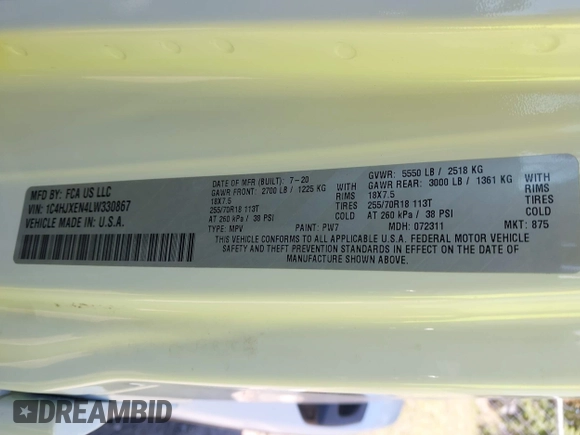 MFD BY: FCA US LLC
VIN: 1C4HJXEN4LW330867
VEHICLE MADE IN: U.S.A.
DATE OF MFR (BUILT): 7-20
GAWR FRONT: 2700 LB / 1225 KG WITH
18X7.5 RIMS
255/70R18 113T TIRES
AT 260 kPa / 38 PSI
TYPE: MPV PAINT: PW7
GVWR: 5550 LB / 2518 KG
GAWR REAR: 3000 LB / 1361 KG WITH
18X7.5 RIMS
255/70R18 113T TIRES
AT 260 kPa / 38 PSI
MDH: 072311 MKT: 875
THIS VEHICLE CONFORMS TO ALL APPLICABLE U.S.A. FEDERAL MOTOR VEHICLE
SAFETY AND THEFT PREVENTION STANDARDS IN EFFECT ON THE DATE OF
MANUFACTURE SHOWN ABOVE.
DREAMBID